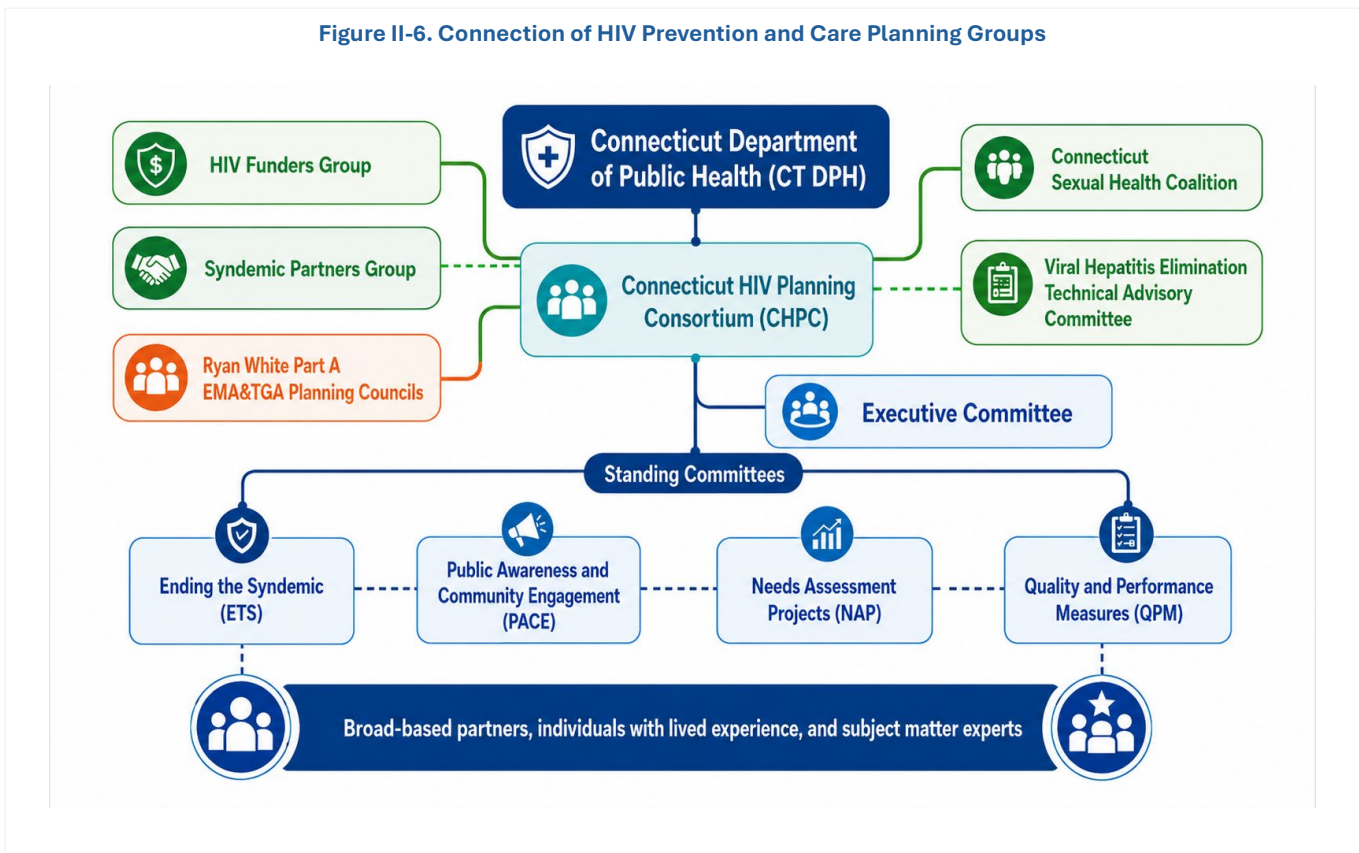 Figure II-6. Connection of HIV Prevention and Care Planning Groups
Connecticut Department
of Public Health (CT DPH)
HIV Funders Group
$
Connecticut
Sexual Health Coalition
Syndemic Partners Group
Connecticut HIV Planning
Consortium (CHPC)
Viral Hepatitis Elimination
Technical Advisory
Committee
Ryan White Part A
EMA&TGA Planning Councils
Executive Committee
Standing Committees
Ending the Syndemic
(ETS)
Public Awareness and
Community Engagement
(PACE)
Needs Assessment
Projects (NAP)
Quality and Performance
Measures (QPM)
Broad-based partners, individuals with lived experience, and subject matter experts